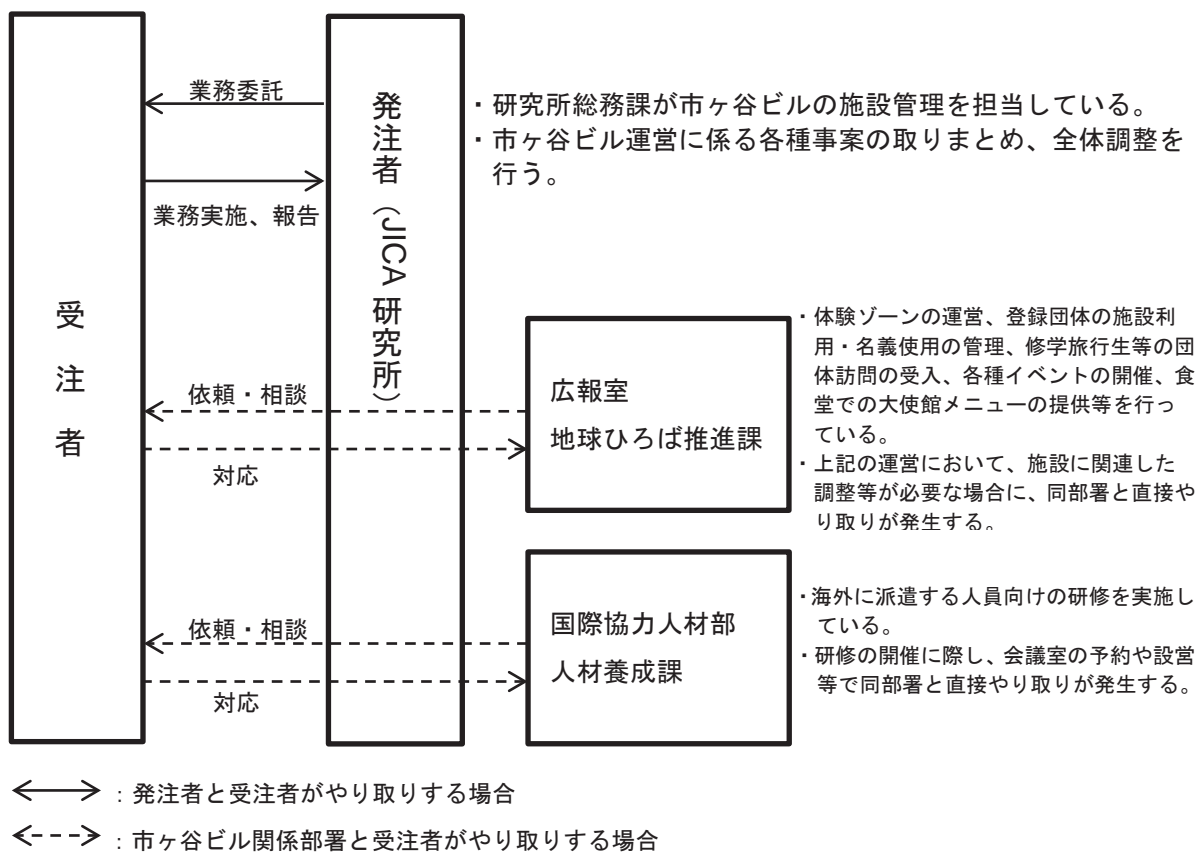 業務委託
業務実施、報告
受注者
発注者（JICA研究所）
・研究所総務課が市ヶ谷ビルの施設管理を担当している。
・市ヶ谷ビル運営に係る各種事案の取りまとめ、全体調整を
行う。
依頼・相談
対応
広報室
地球ひろば推進課
・体験ゾーンの運営、登録団体の施設利
用・名義使用の管理、修学旅行生等の団
体訪問の受入、各種イベントの開催、食
堂での大使館メニューの提供等を行っ
ている。
・上記の運営において、施設に関連した
調整等が必要な場合に、同部署と直接や
り取りが発生する。
依頼・相談
対応
国際協力人材部
人材養成課
・海外に派遣する人員向けの研修を実施し
ている。
・研修の開催に際し、会議室の予約や設営
等で同部署と直接やり取りが発生する。
：発注者と受注者がやり取りする場合
：市ヶ谷ビル関係部署と受注者がやり取りする場合